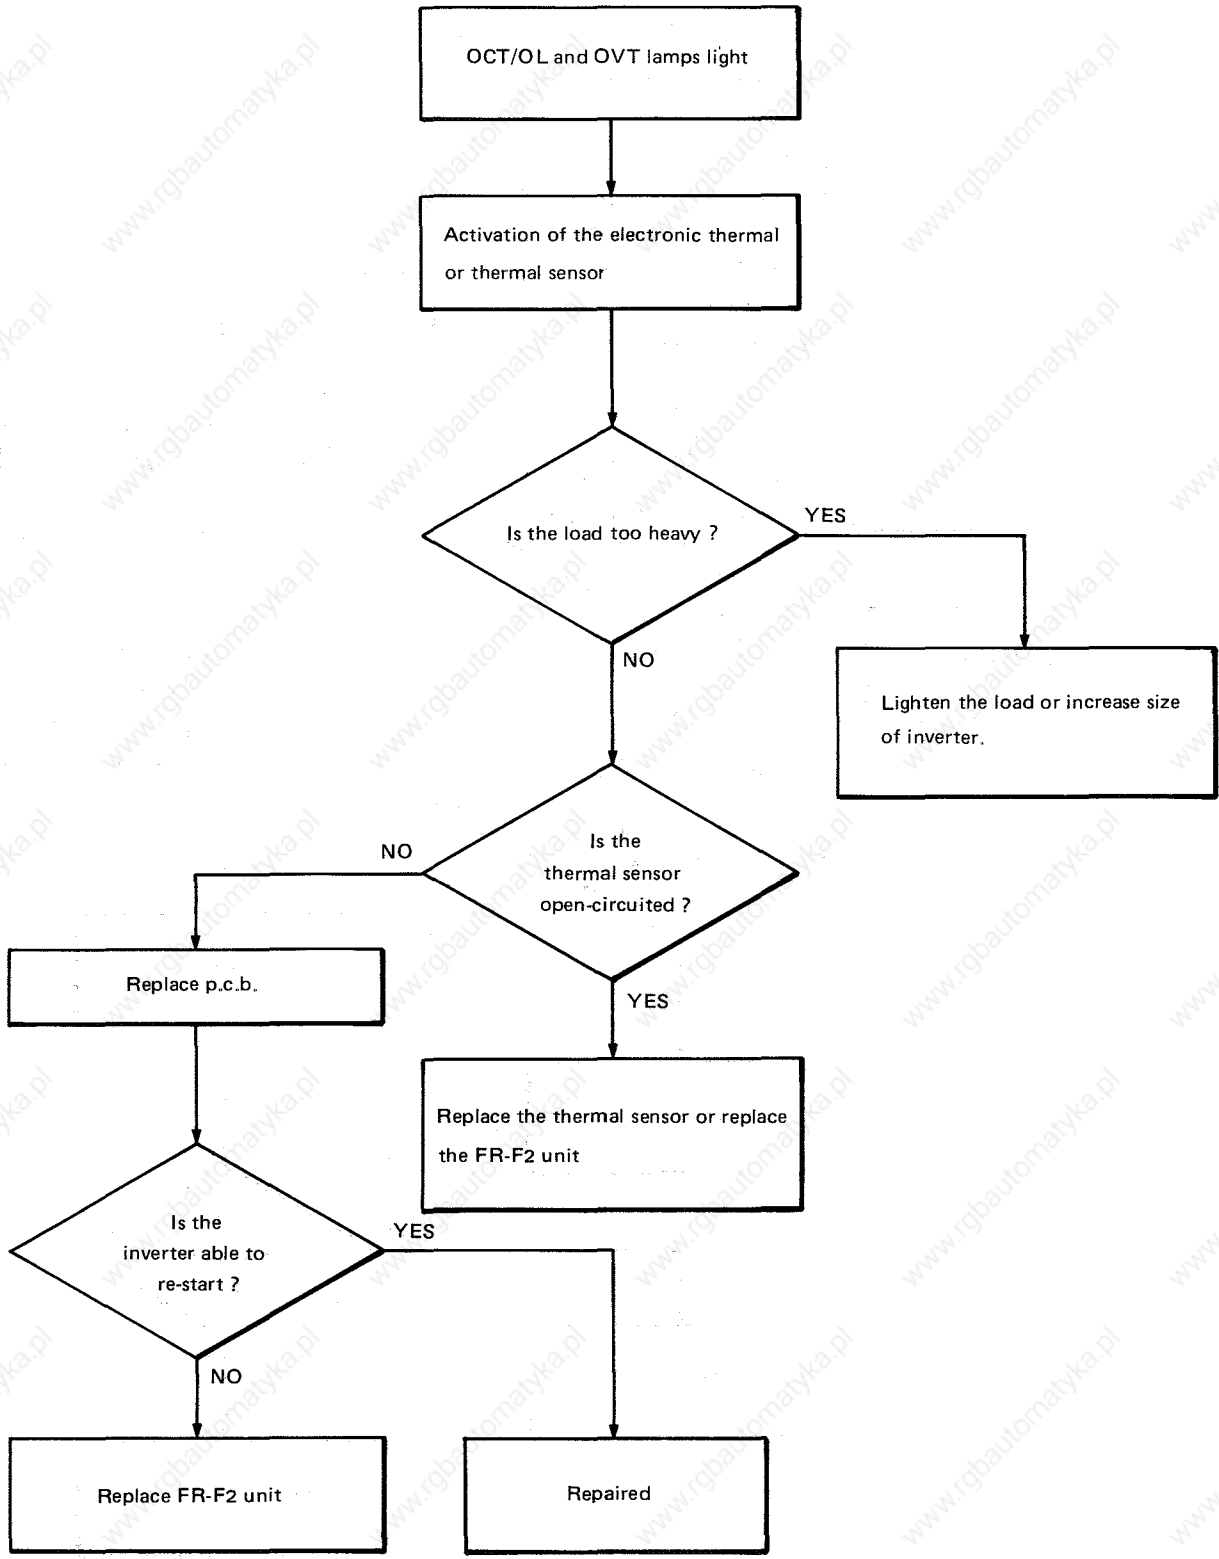 OCT/OL and OVT lamps light
Activation of the electronic thermal
or thermal sensor
Is the load too heavy ?
YES
NO
Lighten the load or increase size
of inverter.
Is the
thermal sensor
open-circuited ?
NO
YES
Replace p.c.b.
Replace the thermal sensor or replace
the FR-F2 unit
Is the
inverter able to
re-start ?
YES
NO
Replace FR-F2 unit
Repaired
www.rgbautomatyka.pl